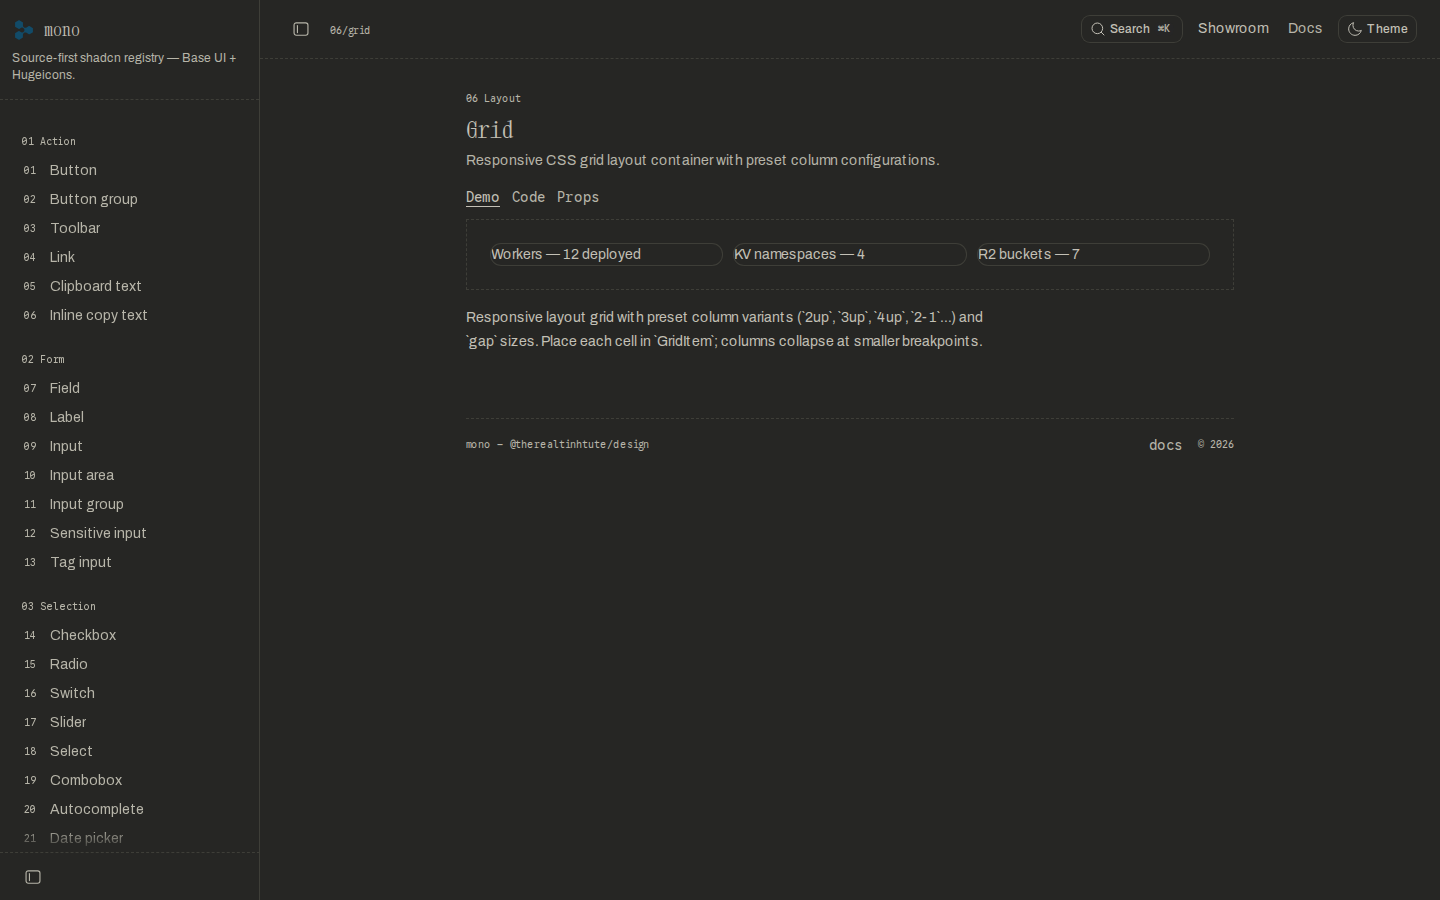 mono
Source-first shadcn registry — Base UI +
Hugeicons.
01 Action
01 Button
02 Button group
03 Toolbar
04 Link
05 Clipboard text
06 Inline copy text
02 Form
07 Field
08 Label
09 Input
10 Input area
11 Input group
12 Sensitive input
13 Tag input
03 Selection
14 Checkbox
15 Radio
16 Switch
17 Slider
18 Select
19 Combobox
20 Autocomplete
21 Date picker
06/grid
Search ⌘K
Showroom
Docs
Theme
06 Layout
Grid
Responsive CSS grid layout container with preset column configurations.
Demo Code Props
Workers — 12 deployed
KV namespaces — 4
R2 buckets — 7
Responsive layout grid with preset column variants (`2up`, `3up`, `4up`, `2-1`…) and
`gap` sizes. Place each cell in `GridItem`; columns collapse at smaller breakpoints.
mono — @therealtinhtute/design
docs © 2026